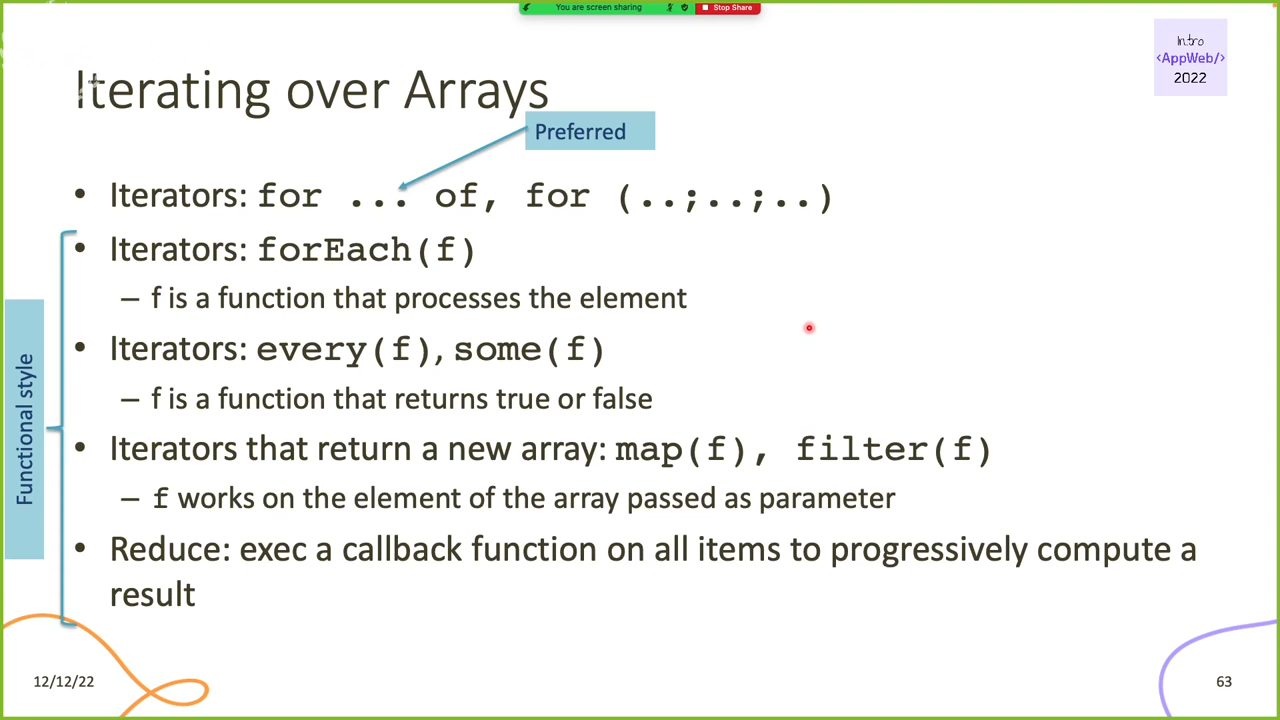 You are screen sharing
Stop Share
Intro
<AppWeb/>
2022
Iterating over Arrays
Preferred
• Iterators: for ... of, for (..;..;..)
• Iterators: forEach(f)
– f is a function that processes the element
• Iterators: every(f), some(f)
– f is a function that returns true or false
• Iterators that return a new array: map(f), filter(f)
– f works on the element of the array passed as parameter
• Reduce: exec a callback function on all items to progressively compute a
result
Functional style
12/12/22
63